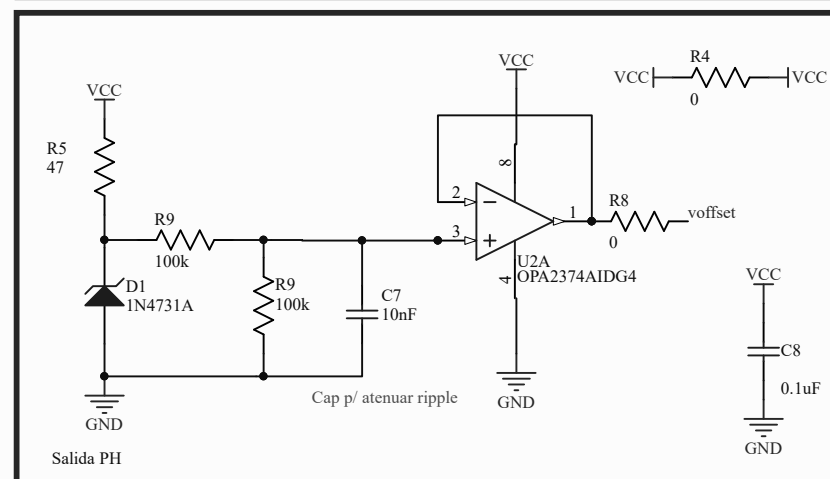 VCC
R5
47
R9
100k
D1
1N4731A
R9
100k
C7
10nF
GND
Cap p/ atenuar ripple
Salida PH
VCC
8
2
3
1
4
U2A
OPA2374AIDG4
GND
R8
0
voffset
R4
VCC
VCC
0
VCC
C8
0.1uF
GND